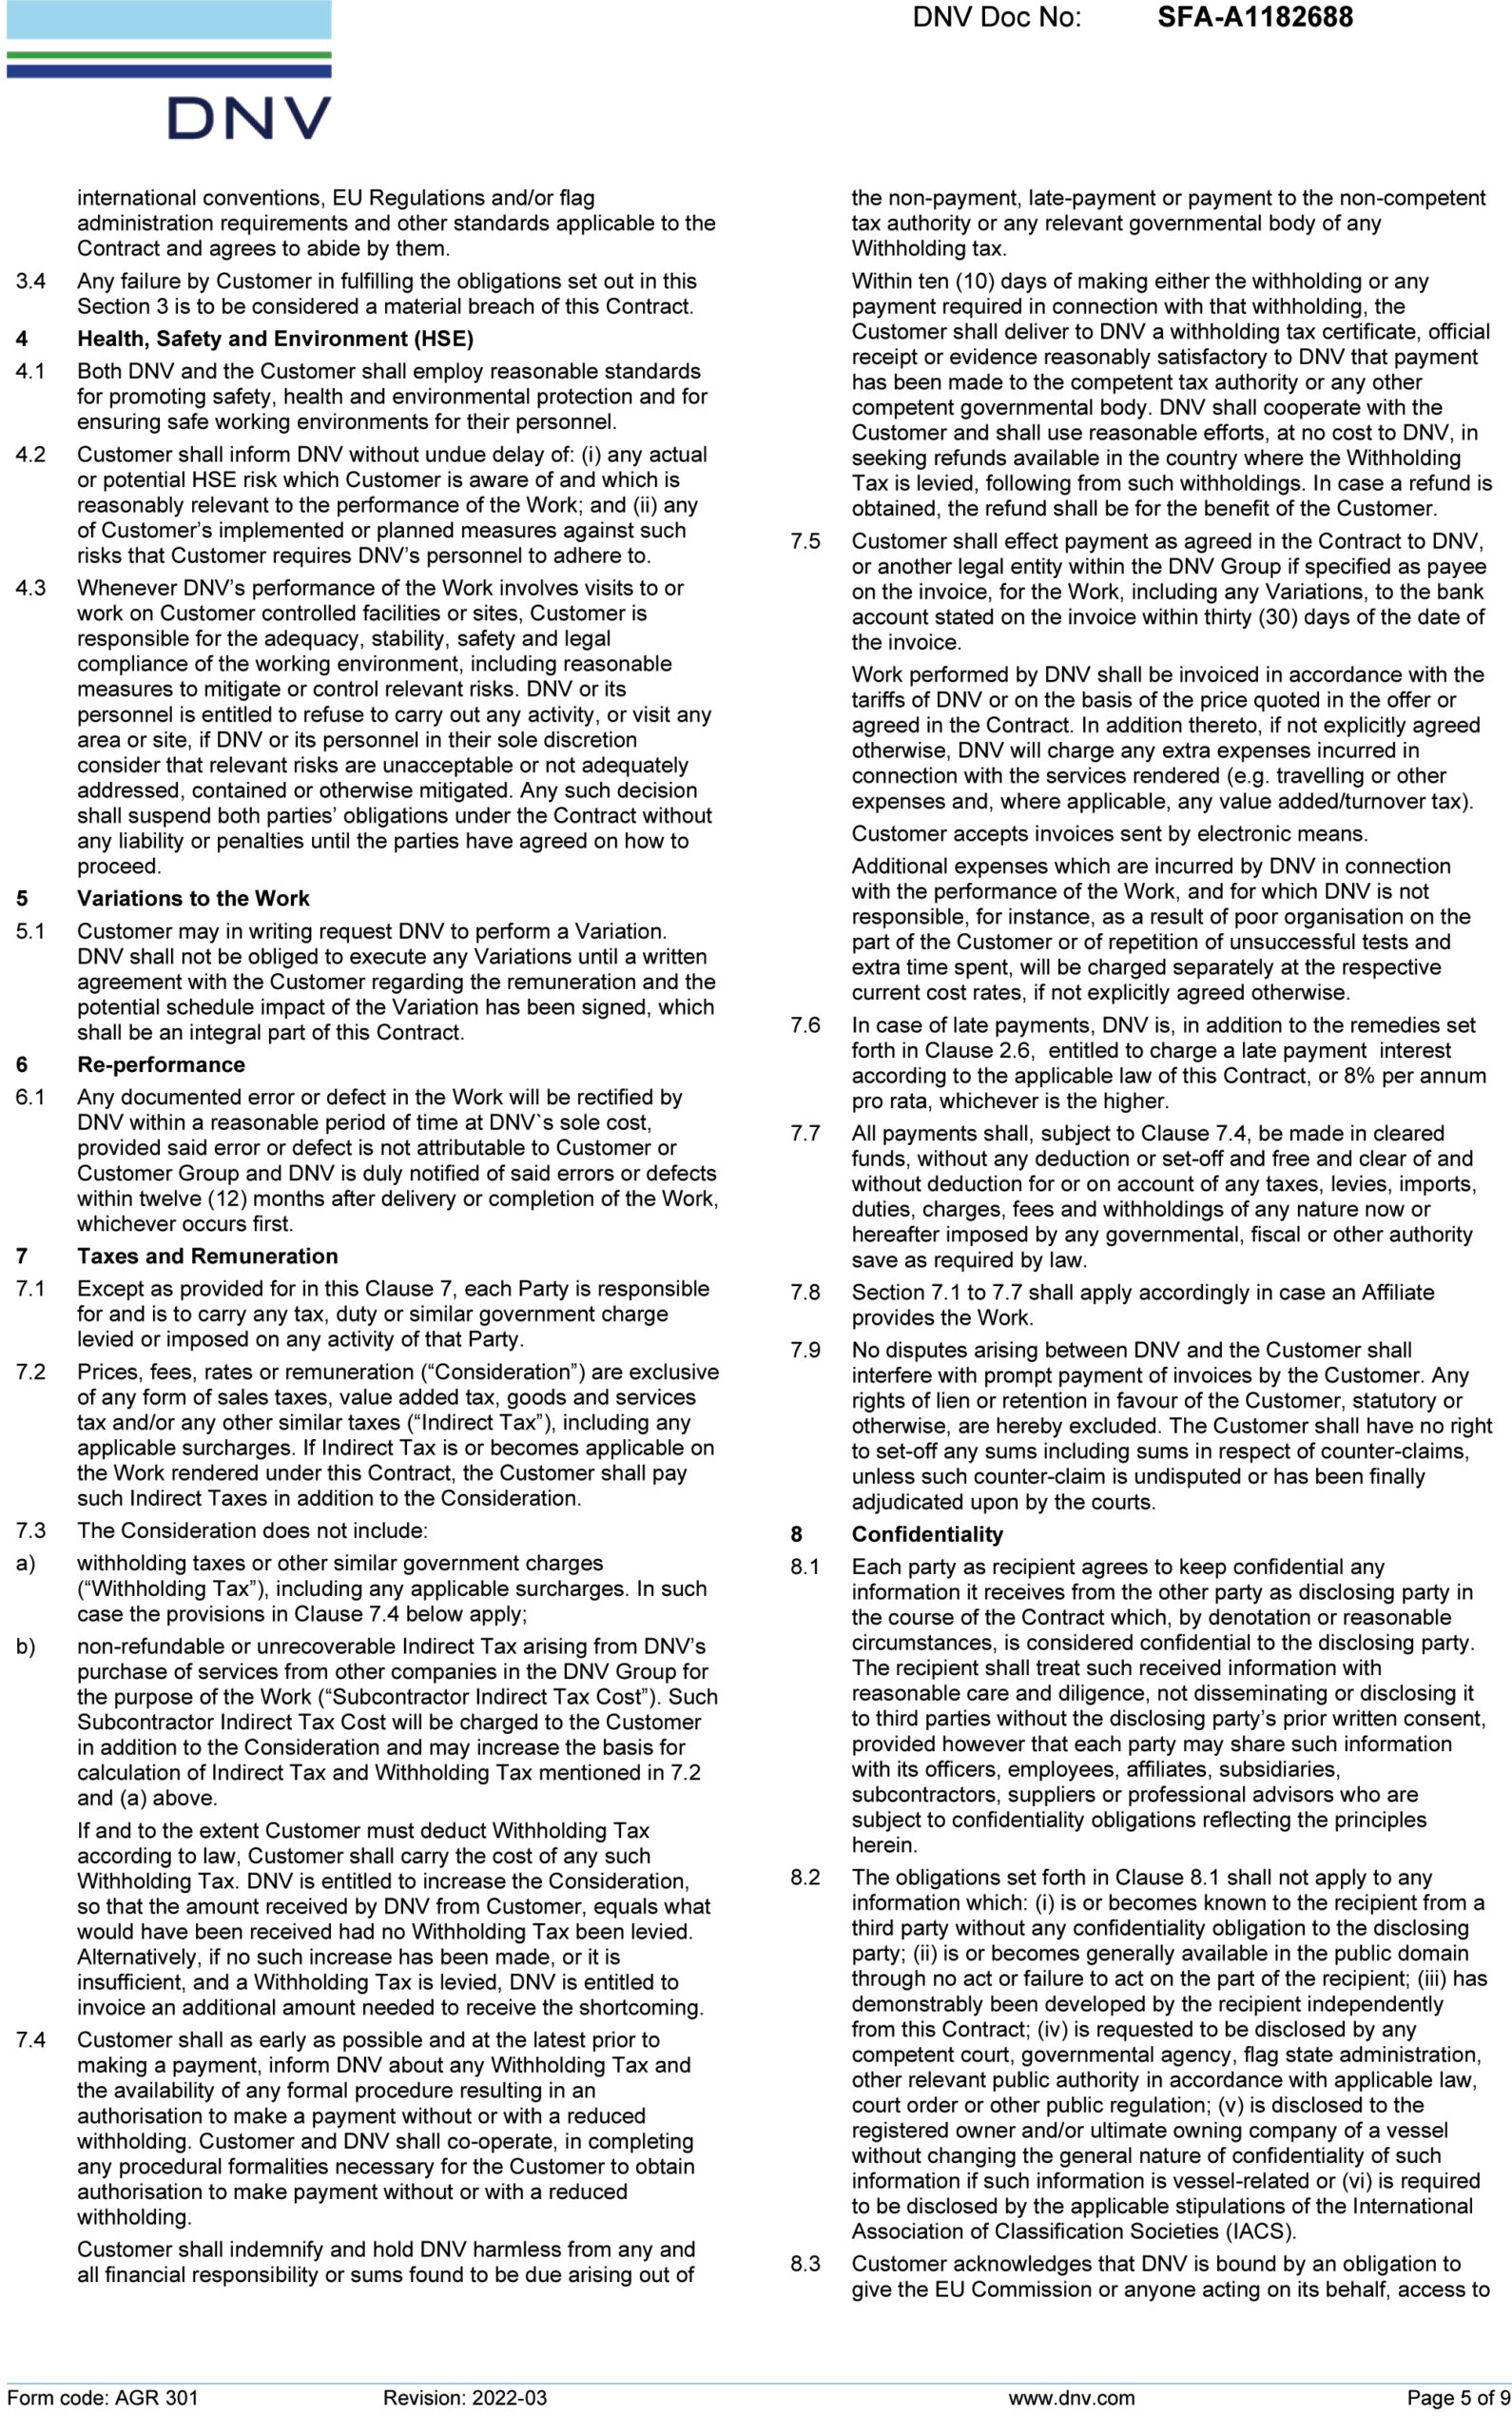 DNV Doc No: SFA-A1182688
DNV
international conventions, EU Regulations and/or flag
administration requirements and other standards applicable to the
Contract and agrees to abide by them.
3.4 Any failure by Customer in fulfilling the obligations set out in this
Section 3 is to be considered a material breach of this Contract.
4 Health, Safety and Environment (HSE)
4.1 Both DNV and the Customer shall employ reasonable standards
for promoting safety, health and environmental protection and for
ensuring safe working environments for their personnel.
4.2 Customer shall inform DNV without undue delay of: (i) any actual
or potential HSE risk which Customer is aware of and which is
reasonably relevant to the performance of the Work; and (ii) any
of Customer’s implemented or planned measures against such
risks that Customer requires DNV’s personnel to adhere to.
4.3 Whenever DNV’s performance of the Work involves visits to or
work on Customer controlled facilities or sites, Customer is
responsible for the adequacy, stability, safety and legal
compliance of the working environment, including reasonable
measures to mitigate or control relevant risks. DNV or its
personnel is entitled to refuse to carry out any activity, or visit any
area or site, if DNV or its personnel in their sole discretion
consider that relevant risks are unacceptable or not adequately
addressed, contained or otherwise mitigated. Any such decision
shall suspend both parties’ obligations under the Contract without
any liability or penalties until the parties have agreed on how to
proceed.
5 Variations to the Work
5.1 Customer may in writing request DNV to perform a Variation.
DNV shall not be obliged to execute any Variations until a written
agreement with the Customer regarding the remuneration and the
potential schedule impact of the Variation has been signed, which
shall be an integral part of this Contract.
6 Re-performance
6.1 Any documented error or defect in the Work will be rectified by
DNV within a reasonable period of time at DNV`s sole cost,
provided said error or defect is not attributable to Customer or
Customer Group and DNV is duly notified of said errors or defects
within twelve (12) months after delivery or completion of the Work,
whichever occurs first.
7 Taxes and Remuneration
7.1 Except as provided for in this Clause 7, each Party is responsible
for and is to carry any tax, duty or similar government charge
levied or imposed on any activity of that Party.
7.2 Prices, fees, rates or remuneration (“Consideration”) are exclusive
of any form of sales taxes, value added tax, goods and services
tax and/or any other similar taxes (“Indirect Tax”), including any
applicable surcharges. If Indirect Tax is or becomes applicable on
the Work rendered under this Contract, the Customer shall pay
such Indirect Taxes in addition to the Consideration.
7.3 The Consideration does not include:
a) withholding taxes or other similar government charges
(“Withholding Tax”), including any applicable surcharges. In such
case the provisions in Clause 7.4 below apply;
b) non-refundable or unrecoverable Indirect Tax arising from DNV’s
purchase of services from other companies in the DNV Group for
the purpose of the Work (“Subcontractor Indirect Tax Cost”). Such
Subcontractor Indirect Tax Cost will be charged to the Customer
in addition to the Consideration and may increase the basis for
calculation of Indirect Tax and Withholding Tax mentioned in 7.2
and (a) above.
If and to the extent Customer must deduct Withholding Tax
according to law, Customer shall carry the cost of any such
Withholding Tax. DNV is entitled to increase the Consideration,
so that the amount received by DNV from Customer, equals what
would have been received had no Withholding Tax been levied.
Alternatively, if no such increase has been made, or it is
insufficient, and a Withholding Tax is levied, DNV is entitled to
invoice an additional amount needed to receive the shortcoming.
7.4 Customer shall as early as possible and at the latest prior to
making a payment, inform DNV about any Withholding Tax and
the availability of any formal procedure resulting in an
authorisation to make a payment without or with a reduced
withholding. Customer and DNV shall co-operate, in completing
any procedural formalities necessary for the Customer to obtain
authorisation to make payment without or with a reduced
withholding.
Customer shall indemnify and hold DNV harmless from any and
all financial responsibility or sums found to be due arising out of
the non-payment, late-payment or payment to the non-competent
tax authority or any relevant governmental body of any
Withholding tax.
Within ten (10) days of making either the withholding or any
payment required in connection with that withholding, the
Customer shall deliver to DNV a withholding tax certificate, official
receipt or evidence reasonably satisfactory to DNV that payment
has been made to the competent tax authority or any other
competent governmental body. DNV shall cooperate with the
Customer and shall use reasonable efforts, at no cost to DNV, in
seeking refunds available in the country where the Withholding
Tax is levied, following from such withholdings. In case a refund is
obtained, the refund shall be for the benefit of the Customer.
7.5 Customer shall effect payment as agreed in the Contract to DNV,
or another legal entity within the DNV Group if specified as payee
on the invoice, for the Work, including any Variations, to the bank
account stated on the invoice within thirty (30) days of the date of
the invoice.
Work performed by DNV shall be invoiced in accordance with the
tariffs of DNV or on the basis of the price quoted in the offer or
agreed in the Contract. In addition thereto, if not explicitly agreed
otherwise, DNV will charge any extra expenses incurred in
connection with the services rendered (e.g. travelling or other
expenses and, where applicable, any value added/turnover tax).
Customer accepts invoices sent by electronic means.
Additional expenses which are incurred by DNV in connection
with the performance of the Work, and for which DNV is not
responsible, for instance, as a result of poor organisation on the
part of the Customer or of repetition of unsuccessful tests and
extra time spent, will be charged separately at the respective
current cost rates, if not explicitly agreed otherwise.
7.6 In case of late payments, DNV is, in addition to the remedies set
forth in Clause 2.6, entitled to charge a late payment interest
according to the applicable law of this Contract, or 8% per annum
pro rata, whichever is the higher.
7.7 All payments shall, subject to Clause 7.4, be made in cleared
funds, without any deduction or set-off and free and clear of and
without deduction for or on account of any taxes, levies, imports,
duties, charges, fees and withholdings of any nature now or
hereafter imposed by any governmental, fiscal or other authority
save as required by law.
7.8 Section 7.1 to 7.7 shall apply accordingly in case an Affiliate
provides the Work.
7.9 No disputes arising between DNV and the Customer shall
interfere with prompt payment of invoices by the Customer. Any
rights of lien or retention in favour of the Customer, statutory or
otherwise, are hereby excluded. The Customer shall have no right
to set-off any sums including sums in respect of counter-claims,
unless such counter-claim is undisputed or has been finally
adjudicated upon by the courts.
8 Confidentiality
8.1 Each party as recipient agrees to keep confidential any
information it receives from the other party as disclosing party in
the course of the Contract which, by denotation or reasonable
circumstances, is considered confidential to the disclosing party.
The recipient shall treat such received information with
reasonable care and diligence, not disseminating or disclosing it
to third parties without the disclosing party’s prior written consent,
provided however that each party may share such information
with its officers, employees, affiliates, subsidiaries,
subcontractors, suppliers or professional advisors who are
subject to confidentiality obligations reflecting the principles
herein.
8.2 The obligations set forth in Clause 8.1 shall not apply to any
information which: (i) is or becomes known to the recipient from a
third party without any confidentiality obligation to the disclosing
party; (ii) is or becomes generally available in the public domain
through no act or failure to act on the part of the recipient; (iii) has
demonstrably been developed by the recipient independently
from this Contract; (iv) is requested to be disclosed by any
competent court, governmental agency, flag state administration,
other relevant public authority in accordance with applicable law,
court order or other public regulation; (v) is disclosed to the
registered owner and/or ultimate owning company of a vessel
without changing the general nature of confidentiality of such
information if such information is vessel-related or (vi) is required
to be disclosed by the applicable stipulations of the International
Association of Classification Societies (IACS).
8.3 Customer acknowledges that DNV is bound by an obligation to
give the EU Commission or anyone acting on its behalf, access to
Form code: AGR 301 Revision: 2022-03 www.dnv.com Page 5 of 9